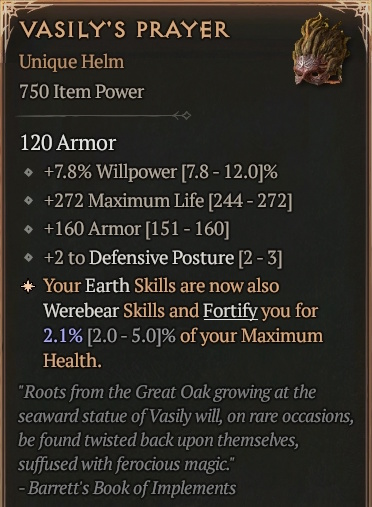 VASILY'S PRAYER
Unique Helm
750 Item Power
120 Armor
+7.8% Willpower [7.8 - 12.0]%
+272 Maximum Life [244 - 272]
+160 Armor [151 - 160]
+2 to Defensive Posture [2 - 3]
Your Earth Skills are now also
Werebear Skills and Fortify you for
2.1% [2.0 - 5.0]% of your Maximum
Health.
"Roots from the Great Oak growing at the
seaward statue of Vasily will, on rare occasions,
be found twisted back upon themselves,
suffused with ferocious magic."
- Barrett's Book of Implements